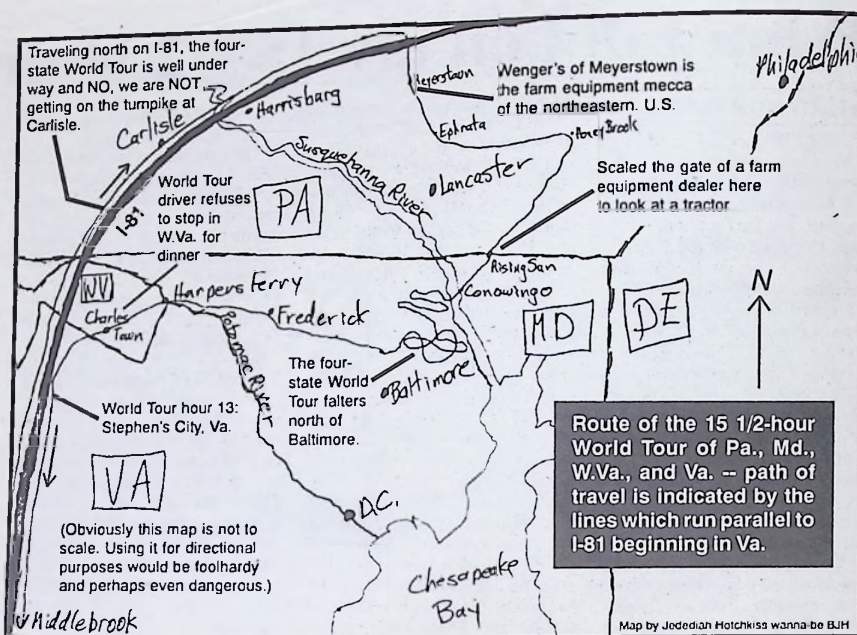 Traveling north on I-81, the four-
state World Tour is well under
way and NO, we are NOT
getting on the turnpike at
Carlisle.
Carlisle
Harrisburg
Meyerstown
Wenger's of Meyerstown is
the farm equipment mecca
of the northeastern. U.S.
Philadelphia
Ephrata
Honey Brook
Susquehanna River
Lancaster
Scaled the gate of a farm
equipment dealer here
to look at a tractor
I-81
World Tour
driver refuses
to stop in
W.Va. for
dinner
PA
Rising Sun
Conowingo
WV
Harpers Ferry
Charles
Town
Frederick
MD
DE
N
Potomac River
The four-
state World
Tour falters
north of
Baltimore.
Baltimore
World Tour hour 13:
Stephen's City, Va.
VA
(Obviously this map is not to
scale. Using it for directional
purposes would be foolhardy
and perhaps even dangerous.)
D.C.
Route of the 15 1/2-hour
World Tour of Pa., Md.,
W.Va., and Va. -- path of
travel is indicated by the
lines which run parallel to
I-81 beginning in Va.
Chesapeake
Bay
Middlebrook
Map by Jedediah Hotchkiss wanna-be BJH